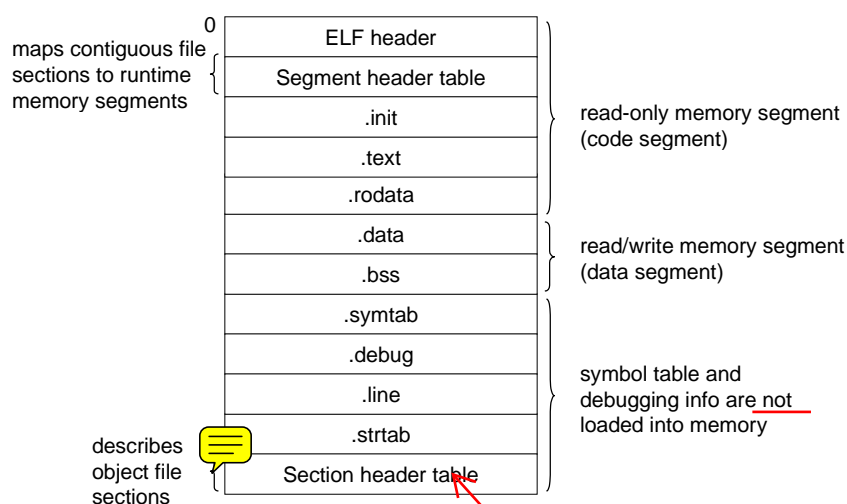 0
maps contiguous file
sections to runtime
memory segments
ELF header
Segment header table
.init
.text
.rodata
.data
.bss
.symtab
.debug
.line
.strtab
Section header table
read-only memory segment
(code segment)
read/write memory segment
(data segment)
symbol table and
debugging info are not
loaded into memory
describes
object file
sections